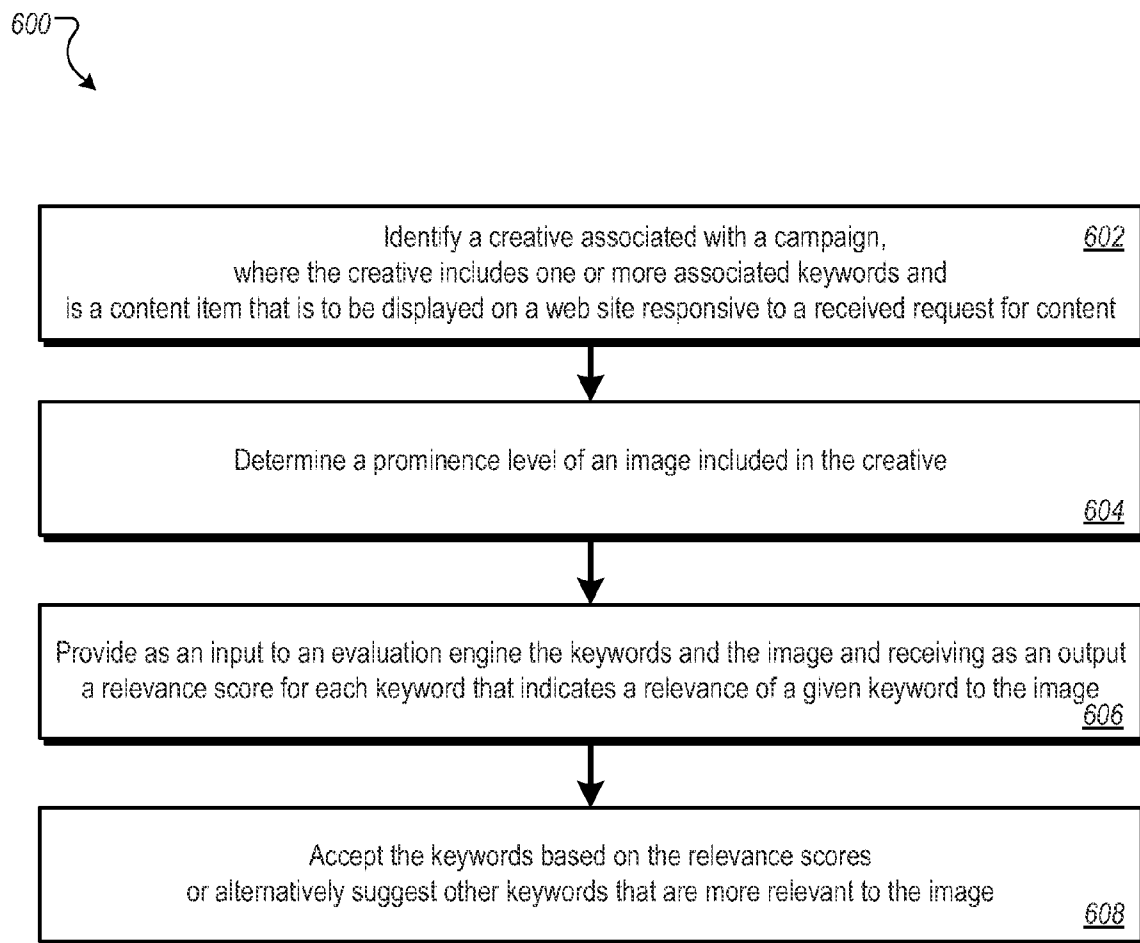 600
602
Identify a creative associated with a campaign,
where the creative includes one or more associated keywords and
is a content item that is to be displayed on a web site responsive to a received request for content
Determine a prominence level of an image included in the creative
604
Provide as an input to an evaluation engine the keywords and the image and receiving as an output
a relevance score for each keyword that indicates a relevance of a given keyword to the image
606
Accept the keywords based on the relevance scores
or alternatively suggest other keywords that are more relevant to the image
608